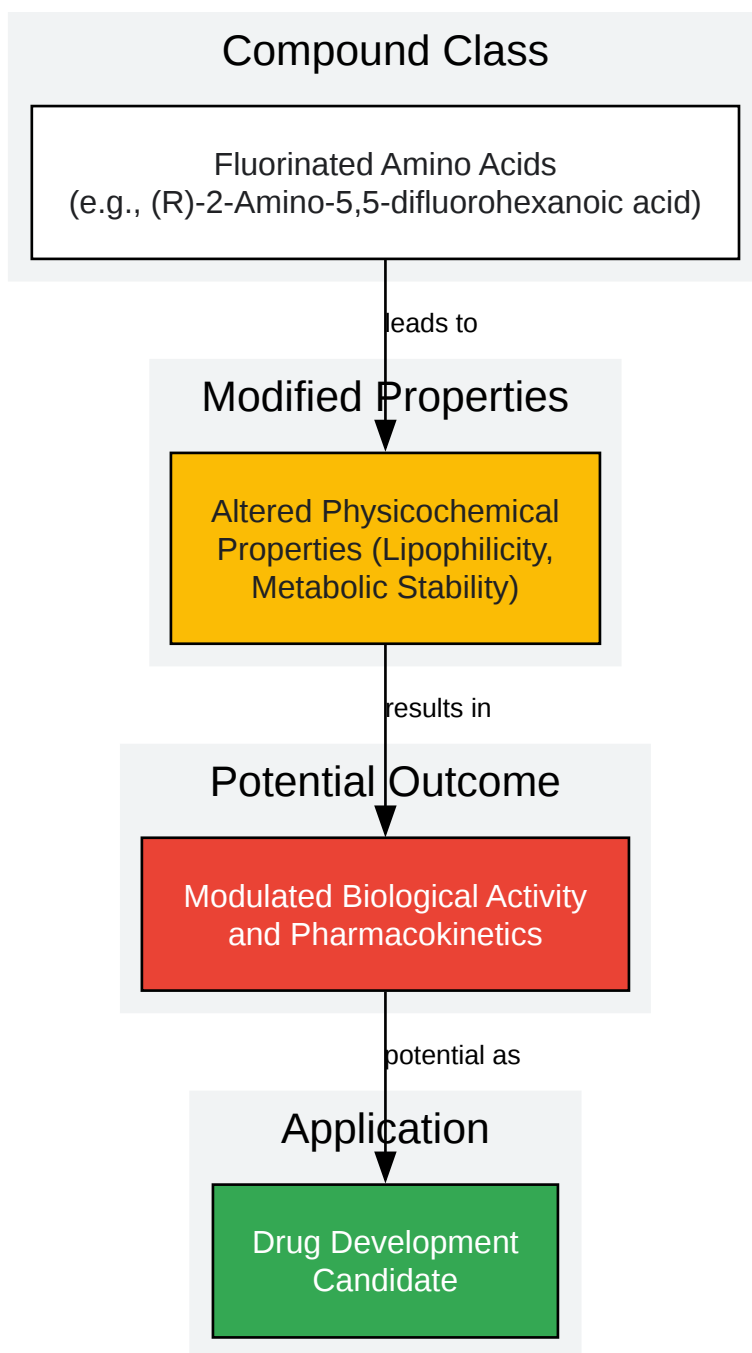 Compound Class
Fluorinated Amino Acids
(e.g., (R)-2-Amino-5,5-difluorohexanoic acid)
leads to
Modified Properties
Altered Physicochemical
Properties (Lipophilicity,
Metabolic Stability)
results in
Potential Outcome
Modulated Biological Activity
and Pharmacokinetics
potential as
Application
Drug Development
Candidate